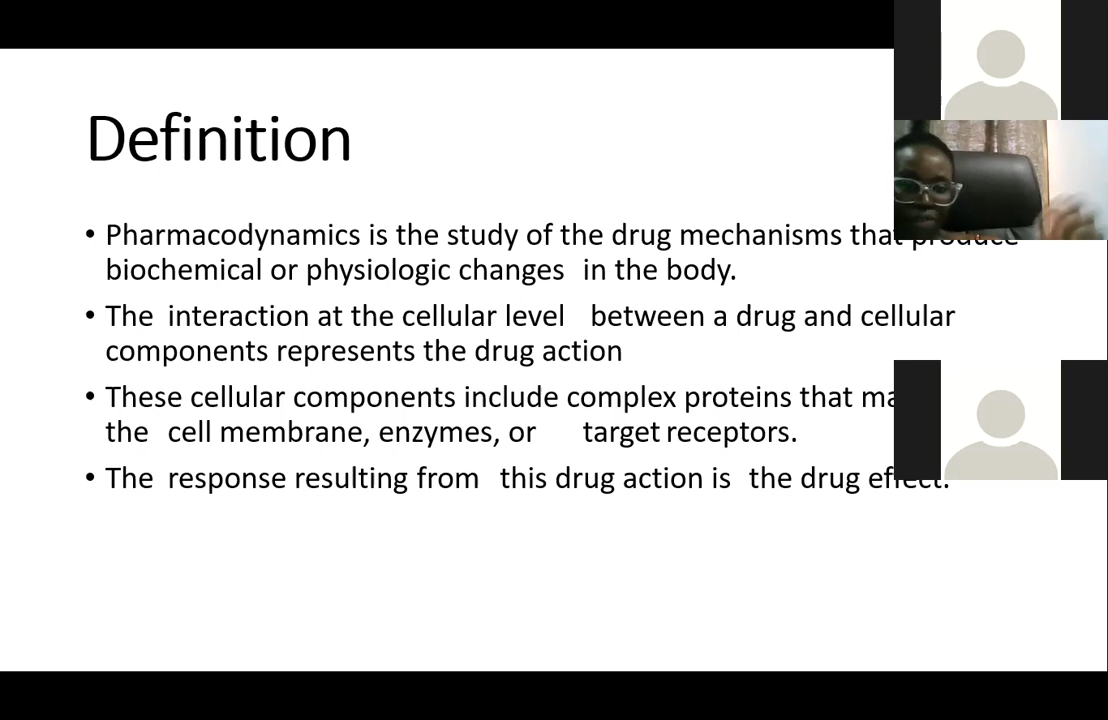 Definition
• Pharmacodynamics is the study of the drug mechanisms that produce
biochemical or physiologic changes in the body.
• The interaction at the cellular level between a drug and cellular
components represents the drug action
• These cellular components include complex proteins that
the cell membrane, enzymes, or target receptors.
• The response resulting from this drug action is the drug effect.